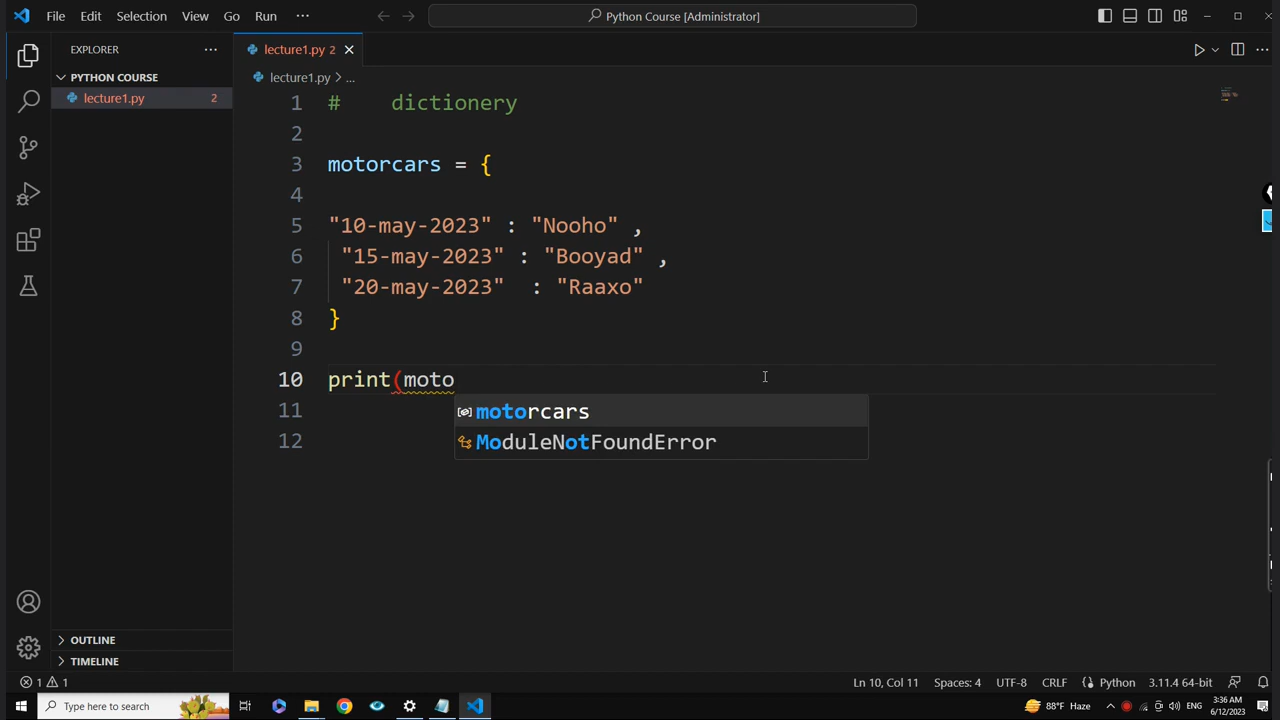 File Edit Selection View Go Run ··· Python Course [Administrator]
EXPLORER ···
PYTHON COURSE
lecture1.py 2
lecture1.py 2
lecture1.py > ...
1 #    dictionery
2
3 motorcars = {
4
5 "10-may-2023" : "Nooho" ,
6  "15-may-2023" : "Booyad" ,
7  "20-may-2023"  : "Raaxo"
8 }
9
10 print(moto
motorcars
ModuleNotFoundError
11
12
OUTLINE
TIMELINE
1 1 Ln 10, Col 11 Spaces: 4 UTF-8 CRLF Python 3.11.4 64-bit
Type here to search 88°F Haze ENG 3:36 AM
6/12/2023